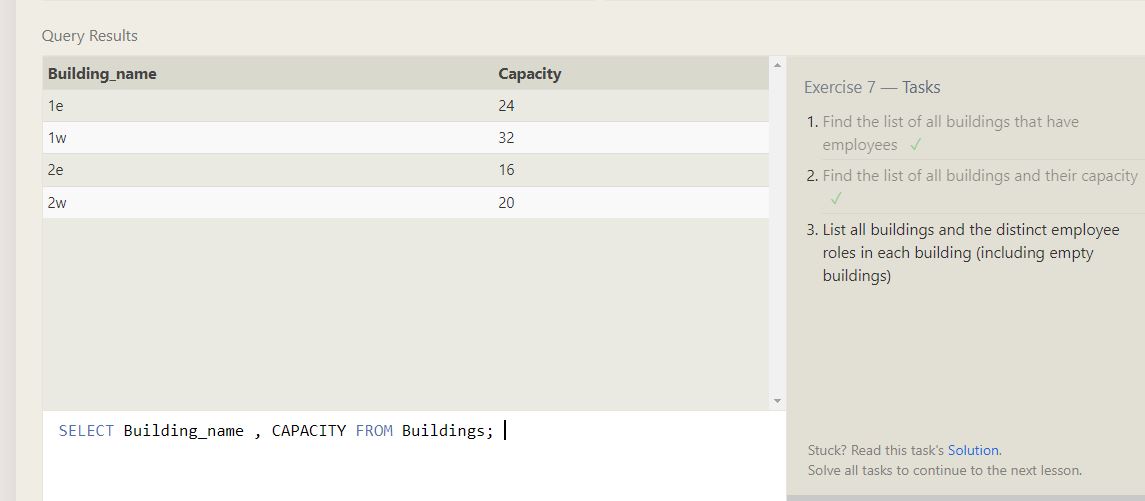 Query Results
Building_name Capacity
1e 24
1w 32
2e 16
2w 20
SELECT Building_name , CAPACITY FROM Buildings;
Exercise 7 — Tasks
1. Find the list of all buildings that have
employees ✓
2. Find the list of all buildings and their capacity
✓
3. List all buildings and the distinct employee
roles in each building (including empty
buildings)
Stuck? Read this task's Solution.
Solve all tasks to continue to the next lesson.